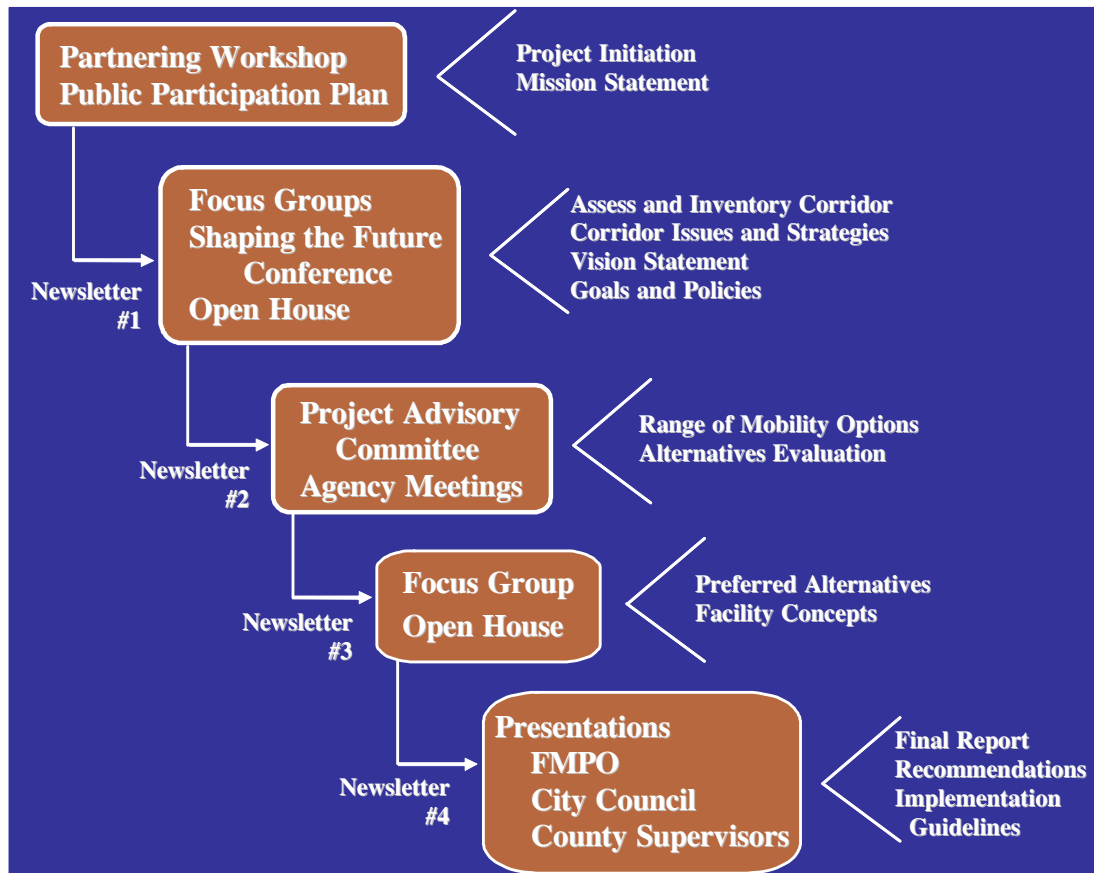 Partnering Workshop
Public Participation Plan
Project Initiation
Mission Statement
Focus Groups
Shaping the Future
Conference
Open House
Assess and Inventory Corridor
Corridor Issues and Strategies
Vision Statement
Goals and Policies
Newsletter
#1
Project Advisory
Committee
Agency Meetings
Range of Mobility Options
Alternatives Evaluation
Newsletter
#2
Focus Group
Open House
Preferred Alternatives
Facility Concepts
Newsletter
#3
Presentations
FMPO
City Council
County Supervisors
Final Report
Recommendations
Implementation
Guidelines
Newsletter
#4